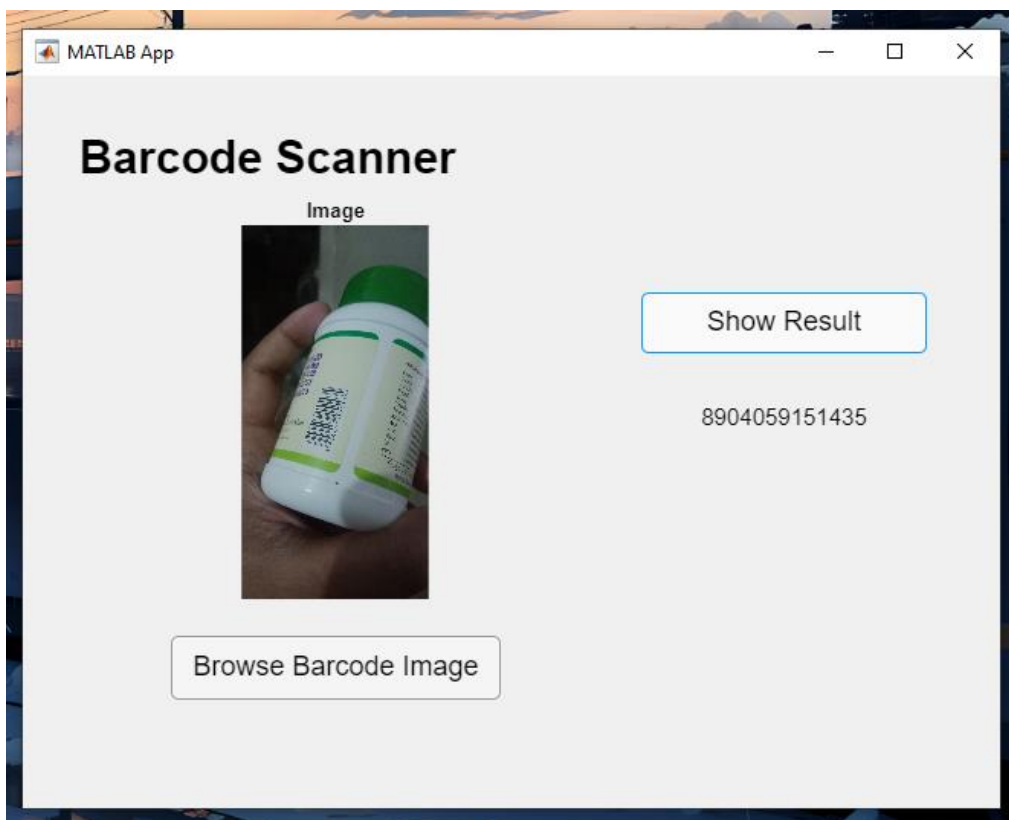 MATLAB App
Barcode Scanner
Image
Show Result
8904059151435
Browse Barcode Image